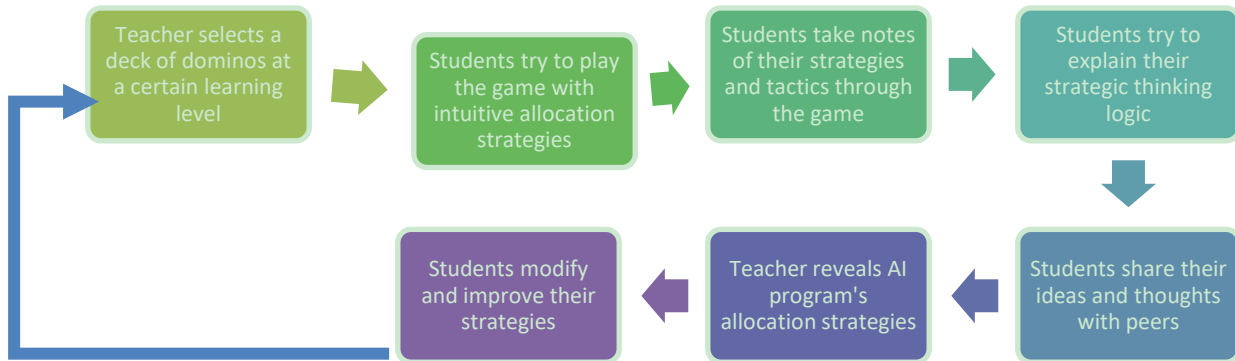 Teacher selects a
deck of dominos at
a certain learning
level
Students try to play
the game with
intuitive allocation
strategies
Students take notes
of their strategies
and tactics through
the game
Students try to
explain their
strategic thinking
logic
Students share their
ideas and thoughts
with peers
Teacher reveals AI
program's
allocation strategies
Students modify
and improve their
strategies